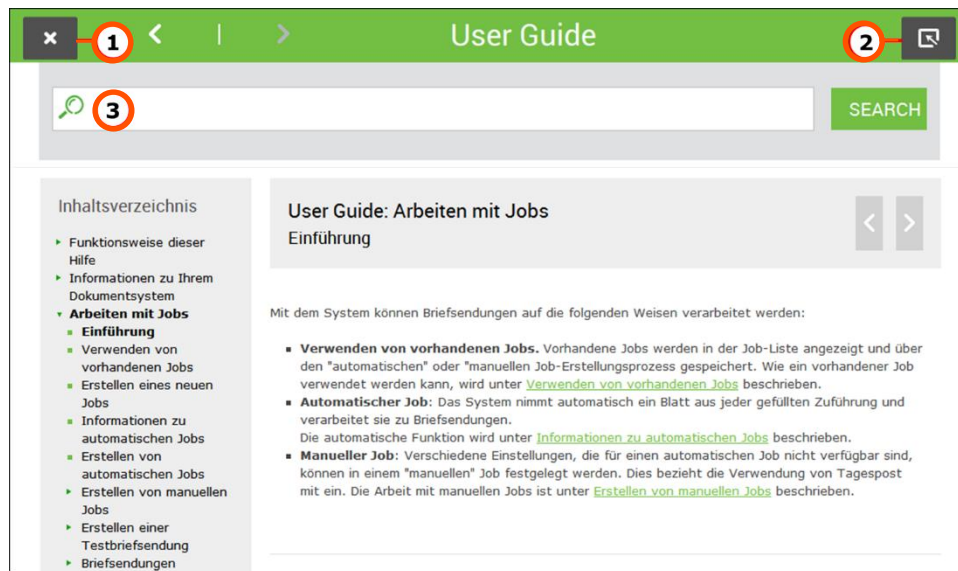 1
User Guide
2
3
SEARCH
Inhaltsverzeichnis
Funktionsweise dieser
Hilfe
Informationen zu Ihrem
Dokumentsystem
Arbeiten mit Jobs
Einführung
Verwenden von
vorhandenen Jobs
Erstellen eines neuen
Jobs
Informationen zu
automatischen Jobs
Erstellen von
automatischen Jobs
Erstellen von manuellen
Jobs
Erstellen einer
Testbriefsendung
Briefsendungen
User Guide: Arbeiten mit Jobs
Einführung
Mit dem System können Briefsendungen auf die folgenden Weisen verarbeitet werden:
Verwenden von vorhandenen Jobs. Vorhandene Jobs werden in der Job-Liste angezeigt und über
den "automatischen" oder "manuellen Job-Erstellungsprozess gespeichert. Wie ein vorhandener Job
verwendet werden kann, wird unter Verwenden von vorhandenen Jobs beschrieben.
Automatischer Job: Das System nimmt automatisch ein Blatt aus jeder gefüllten Zuführung und
verarbeitet sie zu Briefsendungen.
Die automatische Funktion wird unter Informationen zu automatischen Jobs beschrieben.
Manueller Job: Verschiedene Einstellungen, die für einen automatischen Job nicht verfügbar sind,
können in einem "manuellen" Job festgelegt werden. Dies bezieht die Verwendung von Tagespost
mit ein. Die Arbeit mit manuellen Jobs ist unter Erstellen von manuellen Jobs beschrieben.